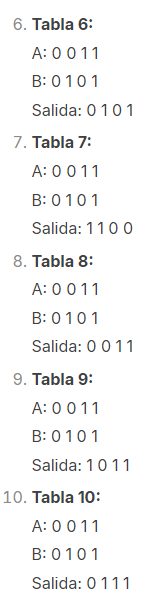 6. Tabla 6:
A: 0 0 1 1
B: 0 1 0 1
Salida: 0 1 0 1
7. Tabla 7:
A: 0 0 1 1
B: 0 1 0 1
Salida: 1 1 0 0
8. Tabla 8:
A: 0 0 1 1
B: 0 1 0 1
Salida: 0 0 1 1
9. Tabla 9:
A: 0 0 1 1
B: 0 1 0 1
Salida: 1 0 1 1
10. Tabla 10:
A: 0 0 1 1
B: 0 1 0 1
Salida: 0 1 1 1